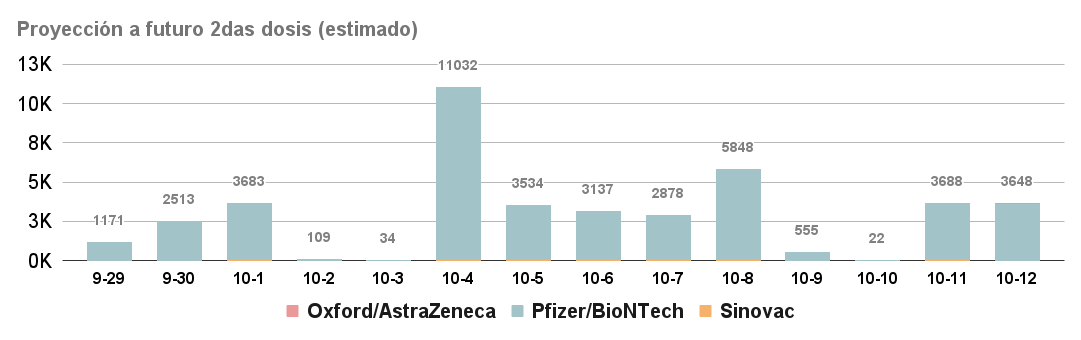 Proyección a futuro 2das dosis (estimado)
13K
11032
10K
8K
5848
5K
3683
3534
3688
3648
3137
2878
2513
3K
1171
555
109
34
22
0K
9-29 9-30 10-1 10-2 10-3 10-4 10-5 10-6 10-7 10-8 10-9 10-10 10-11 10-12
Oxford/AstraZeneca Pfizer/BioNTech Sinovac